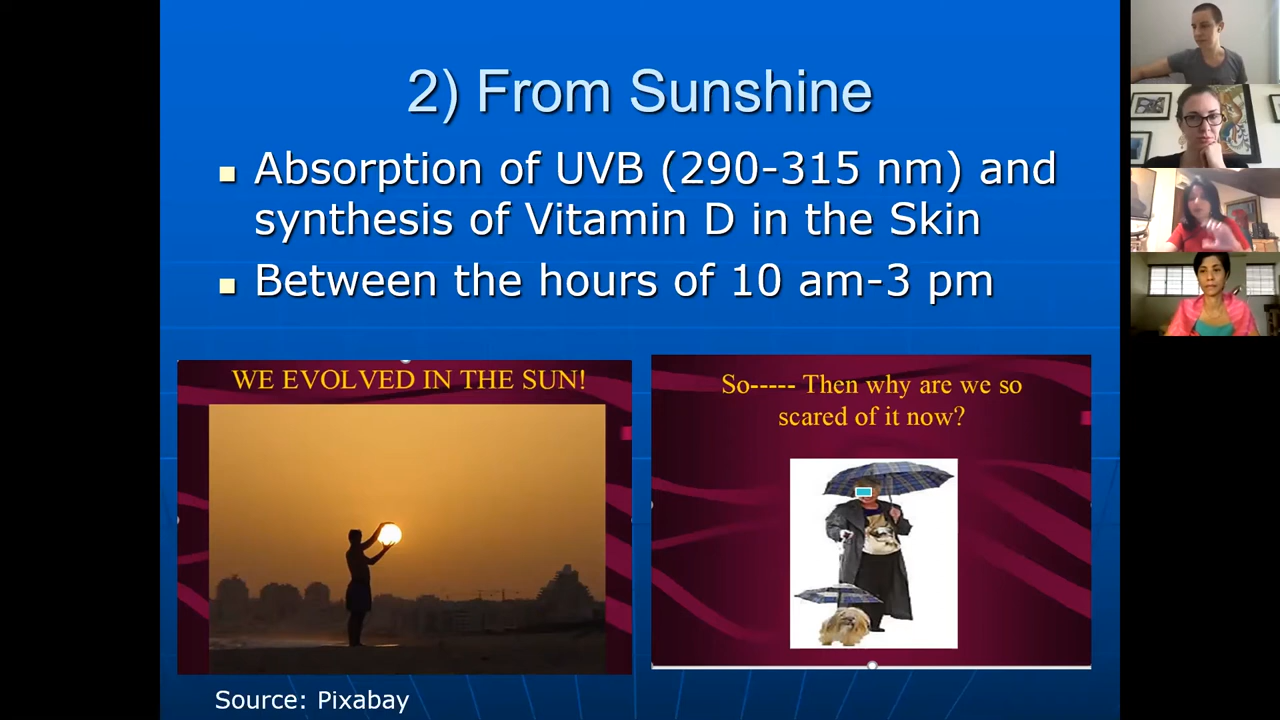 2) From Sunshine
Absorption of UVB (290-315 nm) and
synthesis of Vitamin D in the Skin
Between the hours of 10 am-3 pm
WE EVOLVED IN THE SUN!
So----- Then why are we so
scared of it now?
Source: Pixabay